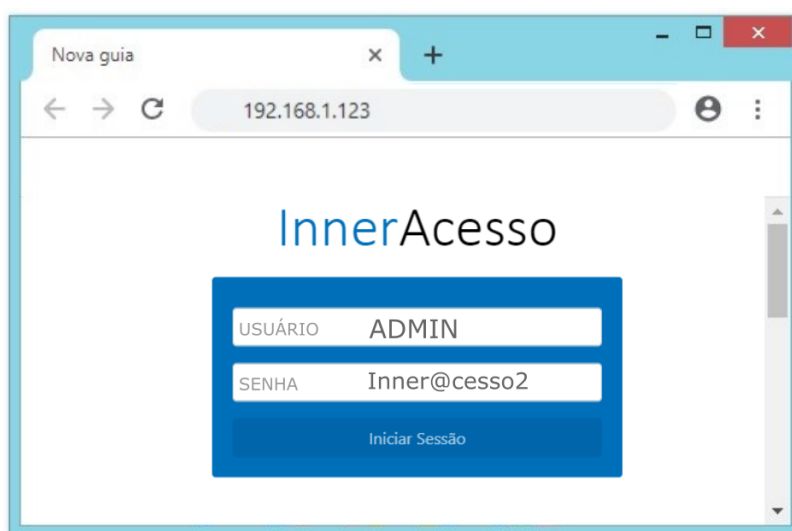 Nova guia
192.168.1.123
InnerAcesso
USUÁRIO ADMIN
SENHA Inner@cesso2
Iniciar Sessão